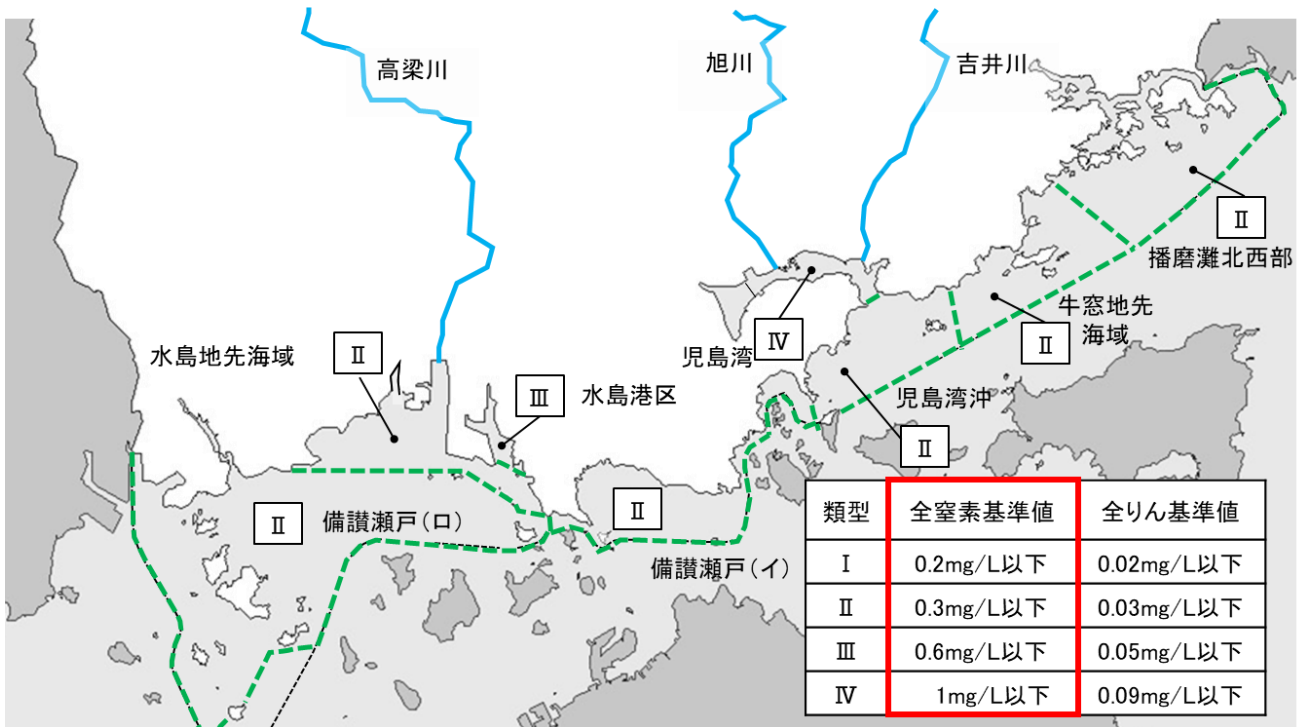 高梁川
旭川
吉井川
Ⅱ
播磨灘北西部
牛窓地先
海域
Ⅱ
Ⅳ
児島湾
水島地先海域
Ⅱ
Ⅲ
水島港区
児島湾沖
Ⅱ
Ⅱ
備讃瀬戸(ロ)
Ⅱ
備讃瀬戸(イ)
類型 全窒素基準値 全りん基準値
Ⅰ 0.2mg/L以下 0.02mg/L以下
Ⅱ 0.3mg/L以下 0.03mg/L以下
Ⅲ 0.6mg/L以下 0.05mg/L以下
Ⅳ 1mg/L以下 0.09mg/L以下